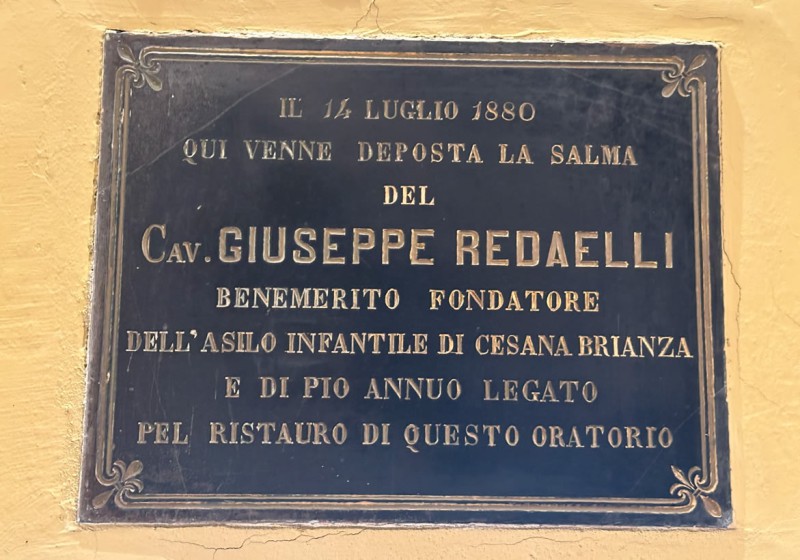 IL 14 LUGLIO 1880
QUI VENNE DEPOSTA LA SALMA
DEL
CAV. GIUSEPPE REDAELLI
BENEMERITO FONDATORE
DELL'ASILO INFANTILE DI CESANA BRIANZA
E DI PIO ANNUO LEGATO
PEL RISTAURO DI QUESTO ORATORIO